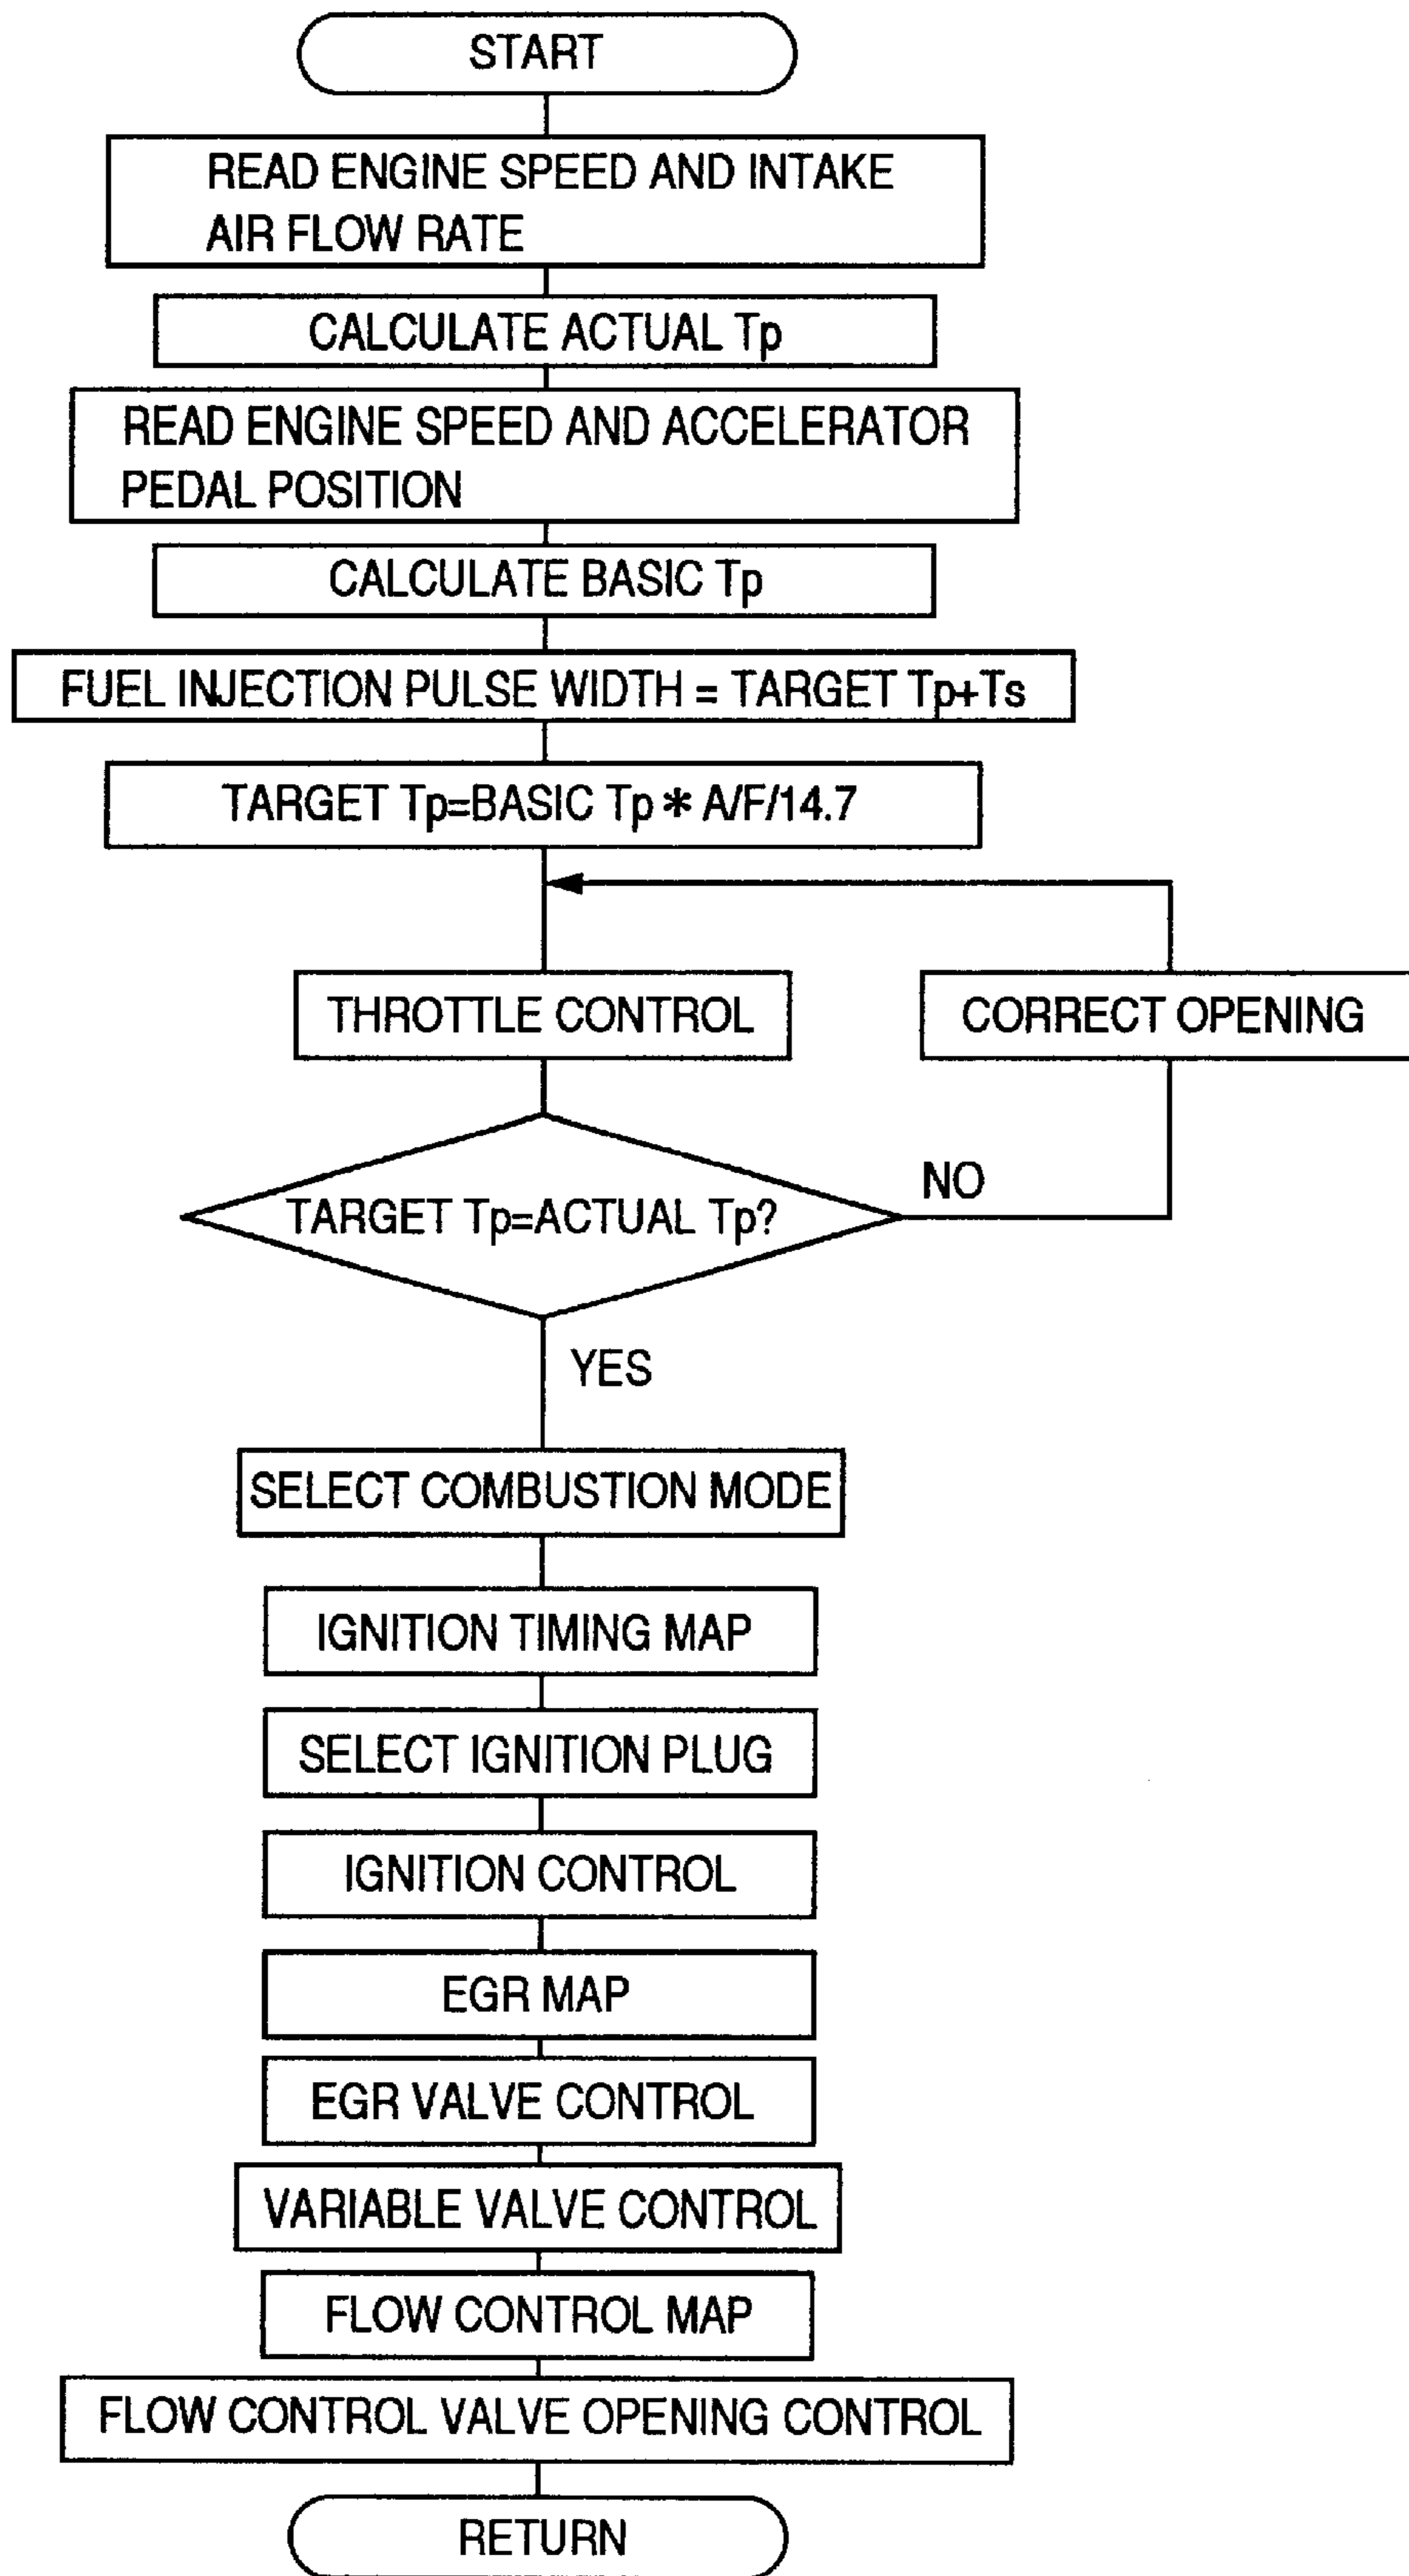 START
READ ENGINE SPEED AND INTAKE
AIR FLOW RATE
CALCULATE ACTUAL Tp
READ ENGINE SPEED AND ACCELERATOR
PEDAL POSITION
CALCULATE BASIC Tp
FUEL INJECTION PULSE WIDTH = TARGET Tp+Ts
TARGET Tp=BASIC Tp * A/F/14.7
THROTTLE CONTROL
CORRECT OPENING
TARGET Tp=ACTUAL Tp?
NO
YES
SELECT COMBUSTION MODE
IGNITION TIMING MAP
SELECT IGNITION PLUG
IGNITION CONTROL
EGR MAP
EGR VALVE CONTROL
VARIABLE VALVE CONTROL
FLOW CONTROL MAP
FLOW CONTROL VALVE OPENING CONTROL
RETURN